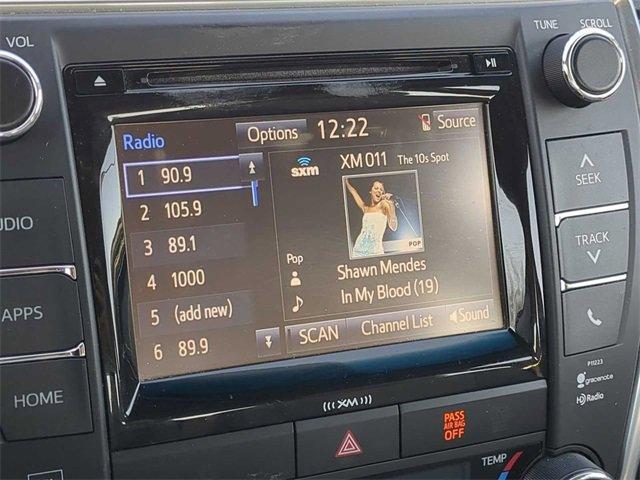 VOL
TUNE SCROLL
Radio Options 12:22 Source
1 90.9
2 105.9
3 89.1
4 1000
5 (add new)
6 89.9
sxm XM 011 The 10s Spot
POP
Pop
Shawn Mendes
In My Blood (19)
SCAN Channel List Sound
AUDIO
APPS
HOME
SEEK
TRACK
P11223
gracenote
HD Radio
(((XM)))
PASS
AIR BAG
OFF
TEMP